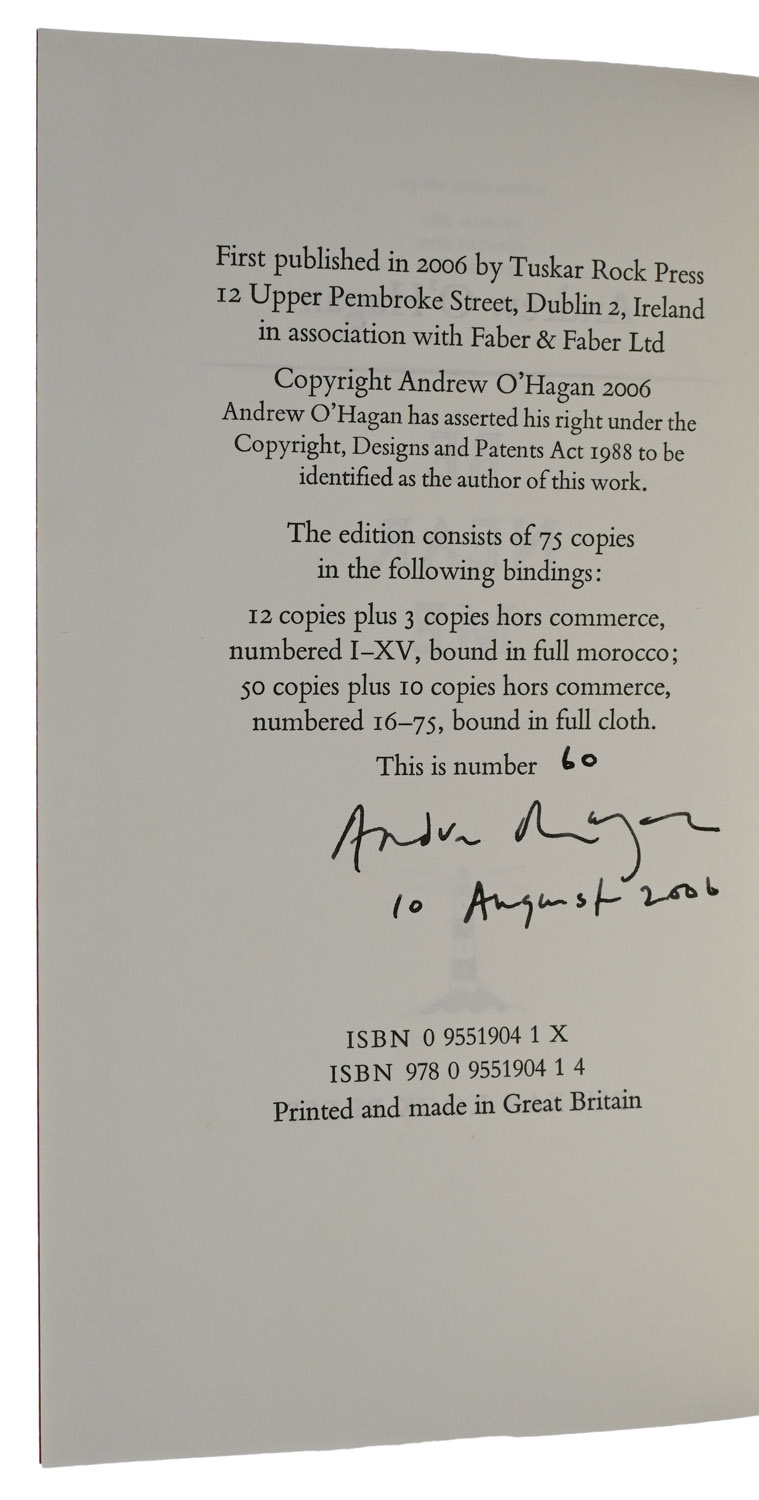 First published in 2006 by Tuskar Rock Press
12 Upper Pembroke Street, Dublin 2, Ireland
in association with Faber & Faber Ltd
Copyright Andrew O'Hagan 2006
Andrew O'Hagan has asserted his right under the
Copyright, Designs and Patents Act 1988 to be
identified as the author of this work.
The edition consists of 75 copies
in the following bindings:
12 copies plus 3 copies hors commerce,
numbered I–XV, bound in full morocco;
50 copies plus 10 copies hors commerce,
numbered 16–75, bound in full cloth.
This is number 60
Andrew O'Hagan
10 August 2006
ISBN 0 9551904 1 X
ISBN 978 0 9551904 1 4
Printed and made in Great Britain